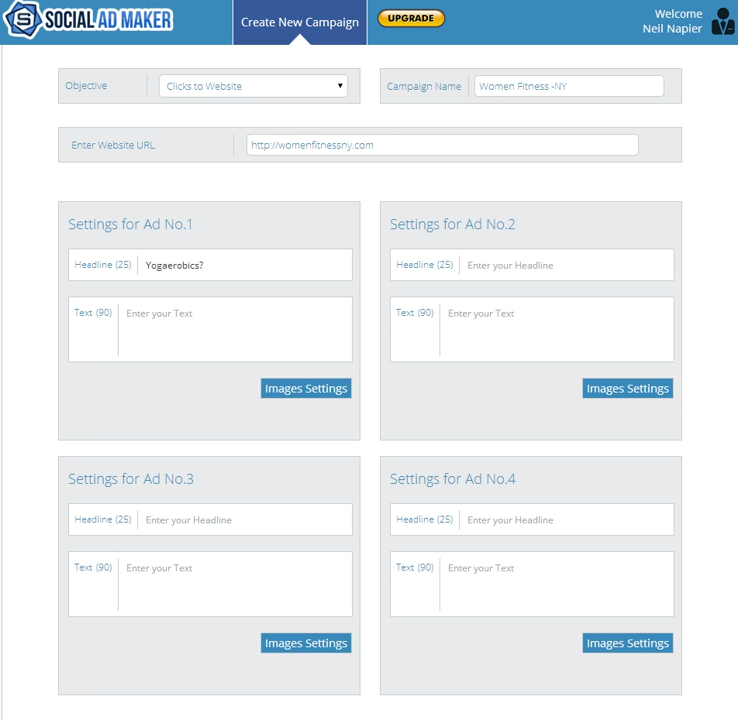 SOCIAL AD MAKER
Create New Campaign
UPGRADE
Welcome
Neil Napier
Objective
Clicks to Website
Campaign Name
Women Fitness -NY
Enter Website URL
http://womenfitnessny.com
Settings for Ad No.1
Headline (25)
Yogaerobics?
Text (90)
Enter your Text
Images Settings
Settings for Ad No.2
Headline (25)
Enter your Headline
Text (90)
Enter your Text
Images Settings
Settings for Ad No.3
Headline (25)
Enter your Headline
Text (90)
Enter your Text
Images Settings
Settings for Ad No.4
Headline (25)
Enter your Headline
Text (90)
Enter your Text
Images Settings